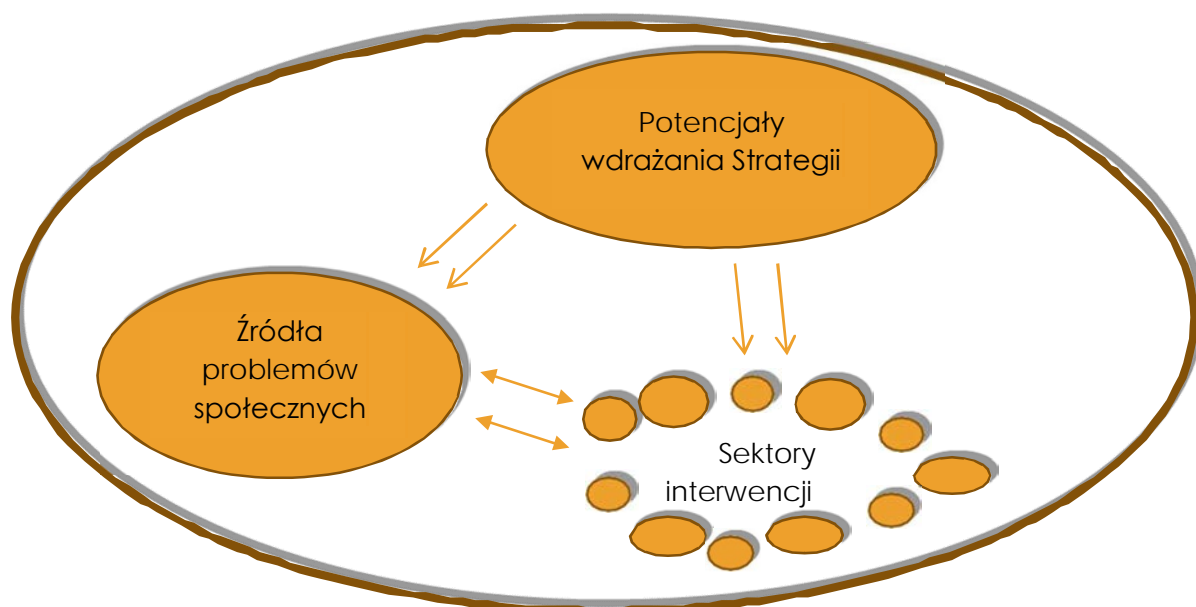 Potencjały
wdrażania Strategii
Źródła
problemów
społecznych
Sektory
interwencji